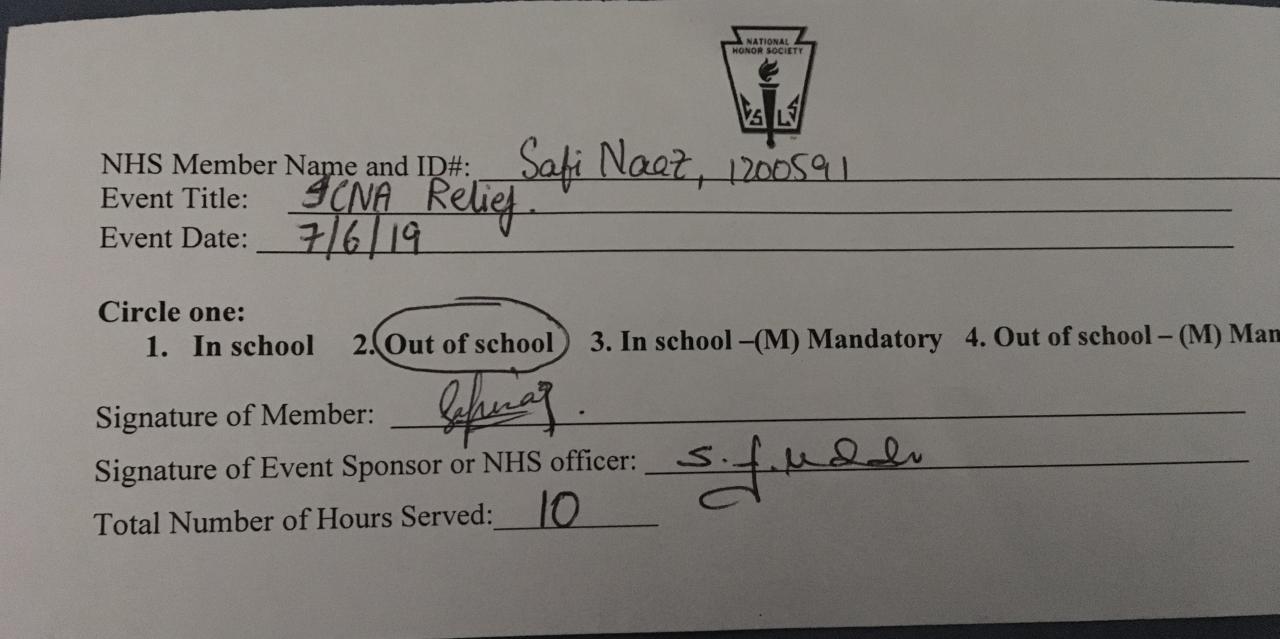 NATIONAL
HONOR SOCIETY
C S L S
NHS Member Name and ID#: Safi Naaz, 1200591
Event Title: ICNA Relief.
Event Date: 7/6/19
Circle one:
1. In school 2. Out of school 3. In school –(M) Mandatory 4. Out of school – (M) Man
Signature of Member:
Signature of Event Sponsor or NHS officer:
Total Number of Hours Served: 10